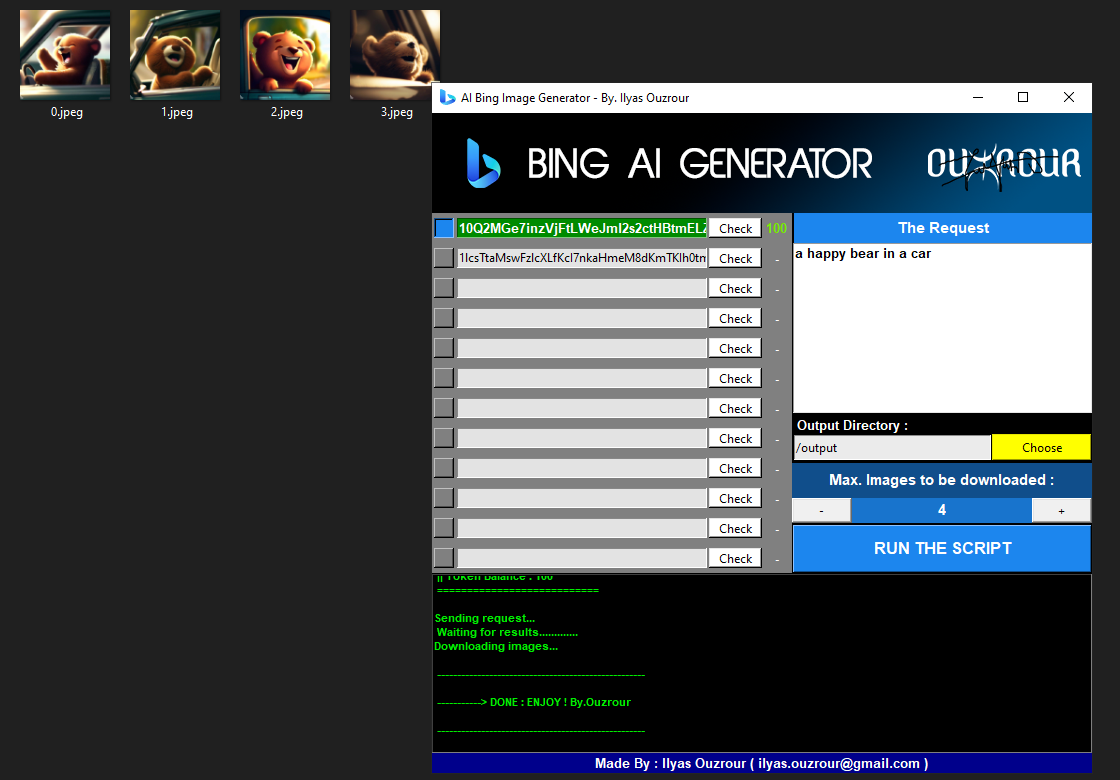 0.jpeg
1.jpeg
2.jpeg
3.jpeg
AI Bing Image Generator - By. Ilyas Ouzrour
BING AI GENERATOR
OUZROUR
Check
100
The Request
Check
-
a happy bear in a car
Check
-
Check
-
Check
-
Check
-
Check
-
Check
-
Output Directory :
/output
Choose
Check
-
Max. Images to be downloaded :
Check
-
-
4
+
Check
-
RUN THE SCRIPT
Check
-
|| Token Balance : 100
===========================
Sending request...
Waiting for results.............
Downloading images...
-----------> DONE : ENJOY ! By.Ouzrour
Made By : Ilyas Ouzrour ( ilyas.ouzrour@gmail.com )